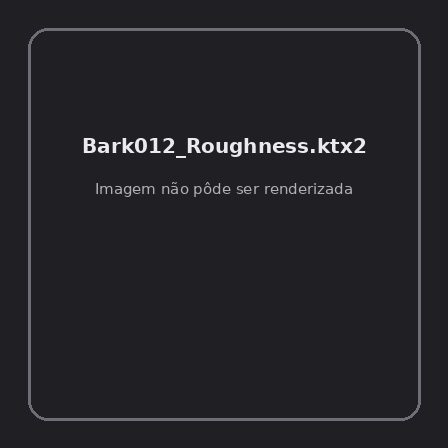 Bark012_Roughness.ktx2
Imagem não pôde ser renderizada